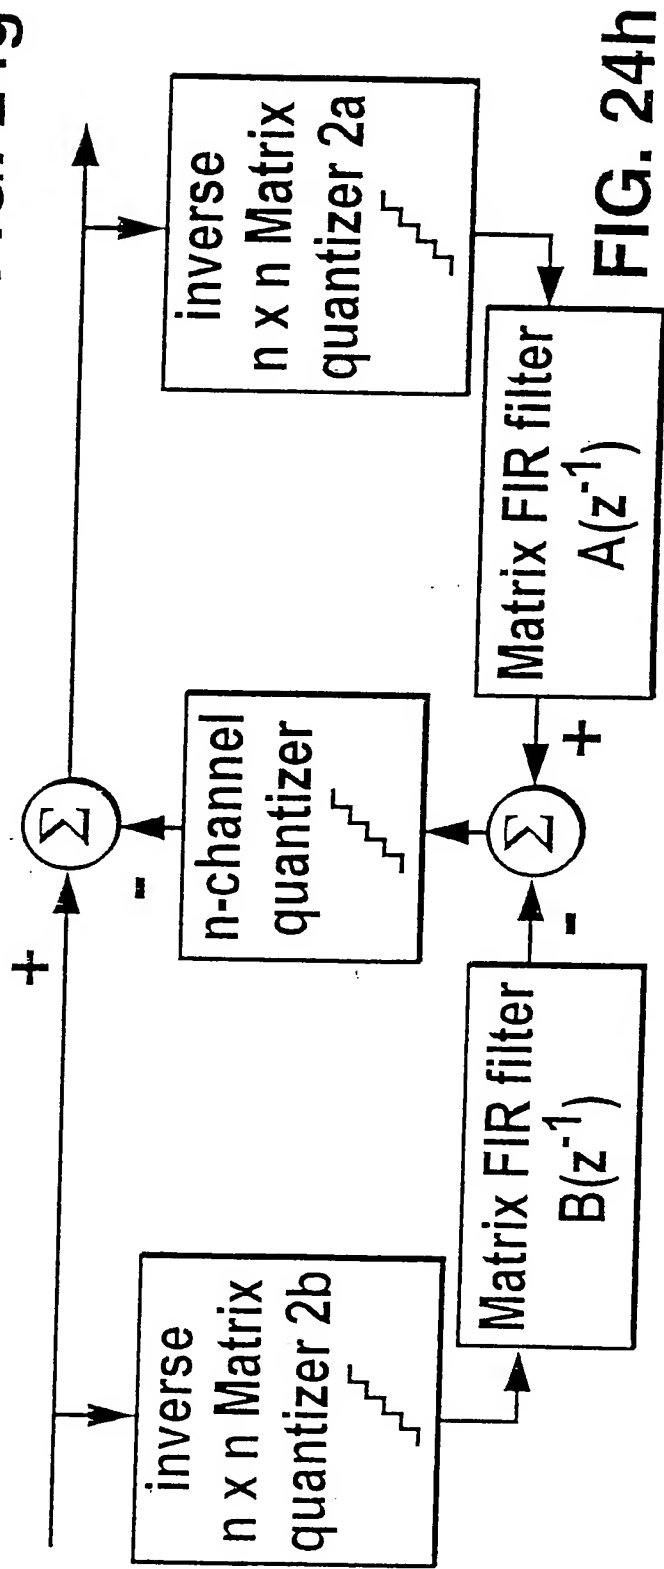 +
Σ
-
inverse
n x n Matrix
quantizer 2b
n-channel
quantizer
inverse
n x n Matrix
quantizer 2a
Matrix FIR filter
B(z⁻¹)
-
Σ
+
Matrix FIR filter
A(z⁻¹)
FIG. 24h